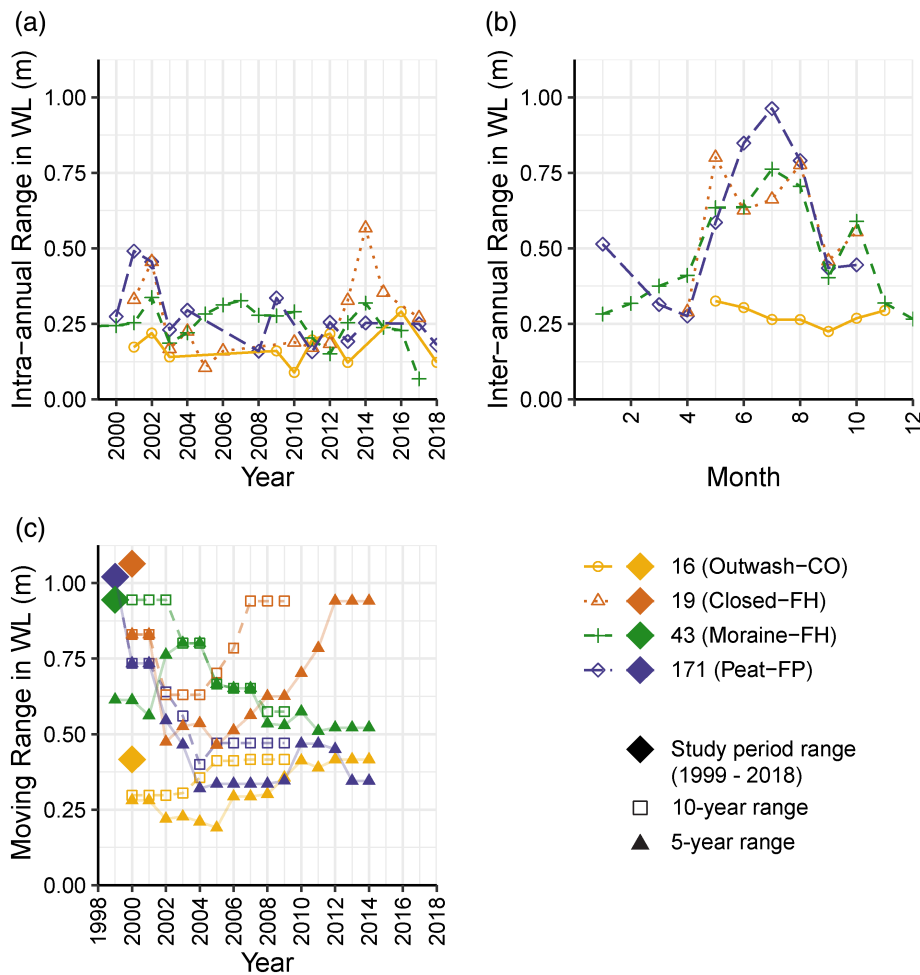 (a)
Intra−annual Range in WL (m)
1.00
0.75
0.50
0.25
0.00
2000
2002
2004
2006
2008
2010
2012
2014
2016
2018
Year
(b)
Inter−annual Range in WL (m)
1.00
0.75
0.50
0.25
0.00
2
4
6
8
10
12
Month
(c)
Moving Range in WL (m)
1.00
0.75
0.50
0.25
0.00
1998
2000
2002
2004
2006
2008
2010
2012
2014
2016
2018
Year
16 (Outwash−CO)
19 (Closed−FH)
43 (Moraine−FH)
171 (Peat−FP)
Study period range
(1999 - 2018)
10-year range
5-year range